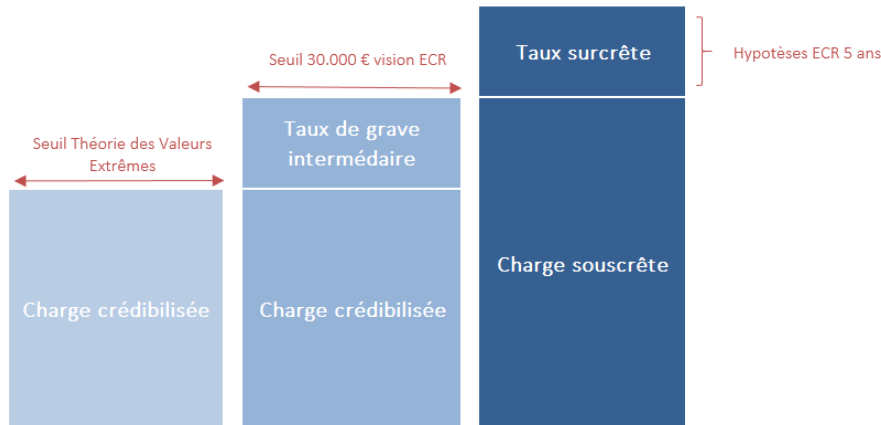 Seuil Théorie des Valeurs
Extrêmes
Charge crédibilisée
Seuil 30.000 € vision ECR
Taux de grave
intermédaire
Charge crédibilisée
Taux surcrête
Charge souscrête
Hypotèses ECR 5 ans